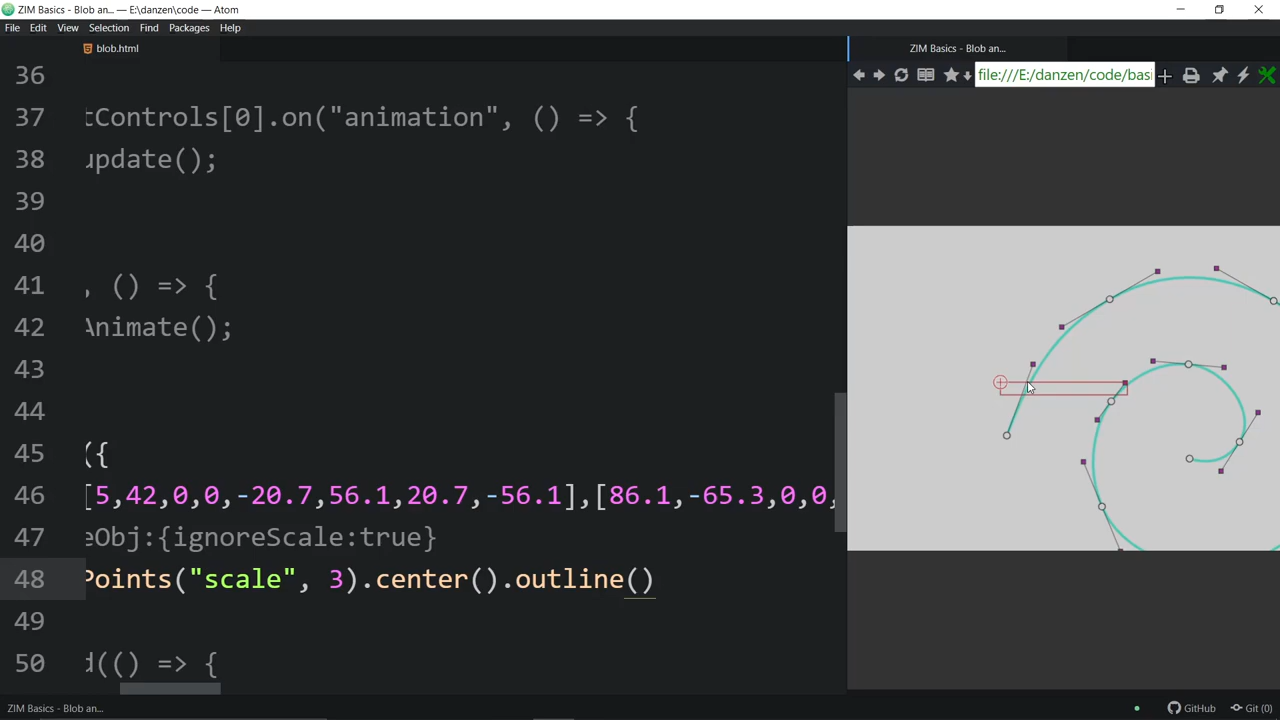 ZIM Basics - Blob an... — E:\danzen\code — Atom
File Edit View Selection Find Packages Help
blob.html
ZIM Basics - Blob an...
file:///E:/danzen/code/basi
36
37 tControls[0].on("animation", () => {
38 update();
39
40
41 , () => {
42 Animate();
43
44
45 ({
46 [5,42,0,0,-20.7,56.1,20.7,-56.1],[86.1,-65.3,0,0,
47 eObj:{ignoreScale:true}
48 Points("scale", 3).center().outline()
49
50 d(() => {
ZIM Basics - Blob an...
GitHub
Git (0)